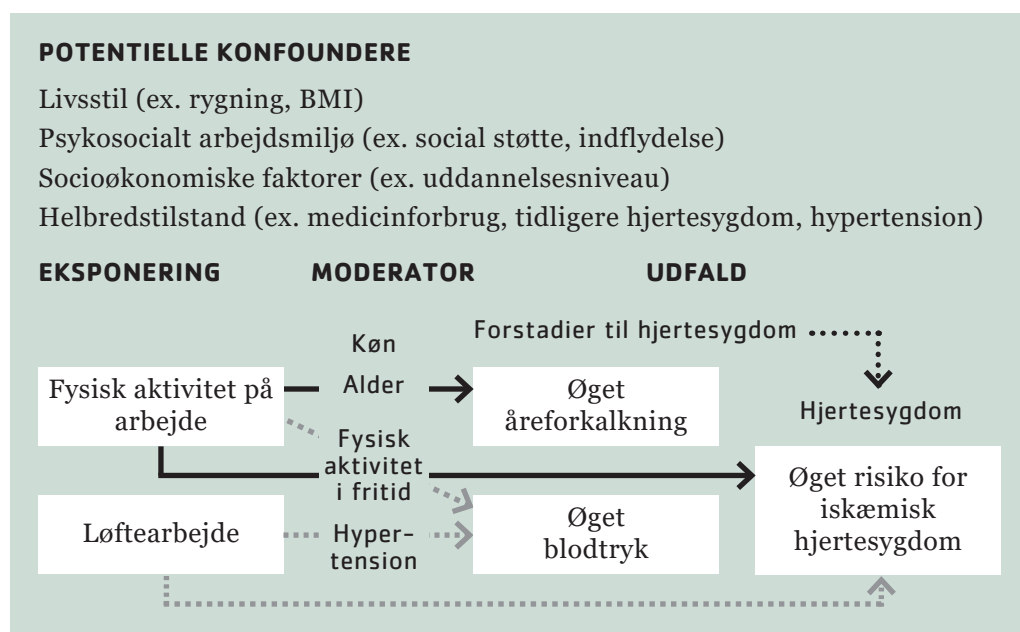 POTENTIELLE KONFOUNDERE
Livsstil (ex. rygning, BMI)
Psykosocialt arbejdsmiljø (ex. social støtte, indflydelse)
Socioøkonomiske faktorer (ex. uddannelsesniveau)
Helbredstilstand (ex. medicinforbrug, tidligere hjertesygdom, hypertension)
EKSPONERING
MODERATOR
UDFALD
Forstadier til hjertesygdom
Køn
Alder
Fysisk aktivitet på
arbejde
Øget
åreforkalkning
Hjertesygdom
Fysisk
aktivitet
i fritid
Øget risiko for
iskæmisk
hjertesygdom
Løftearbejde
Hyper-
tension
Øget
blodtryk